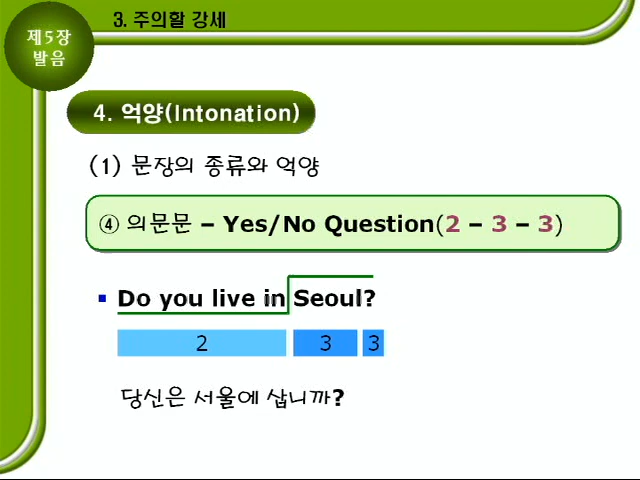 3. 주의할 강세
제5장
발음
4. 억양(Intonation)
(1) 문장의 종류와 억양
④ 의문문 – Yes/No Question(2 – 3 – 3)
▪ Do you live in Seoul?
2 3 3
당신은 서울에 삽니까?